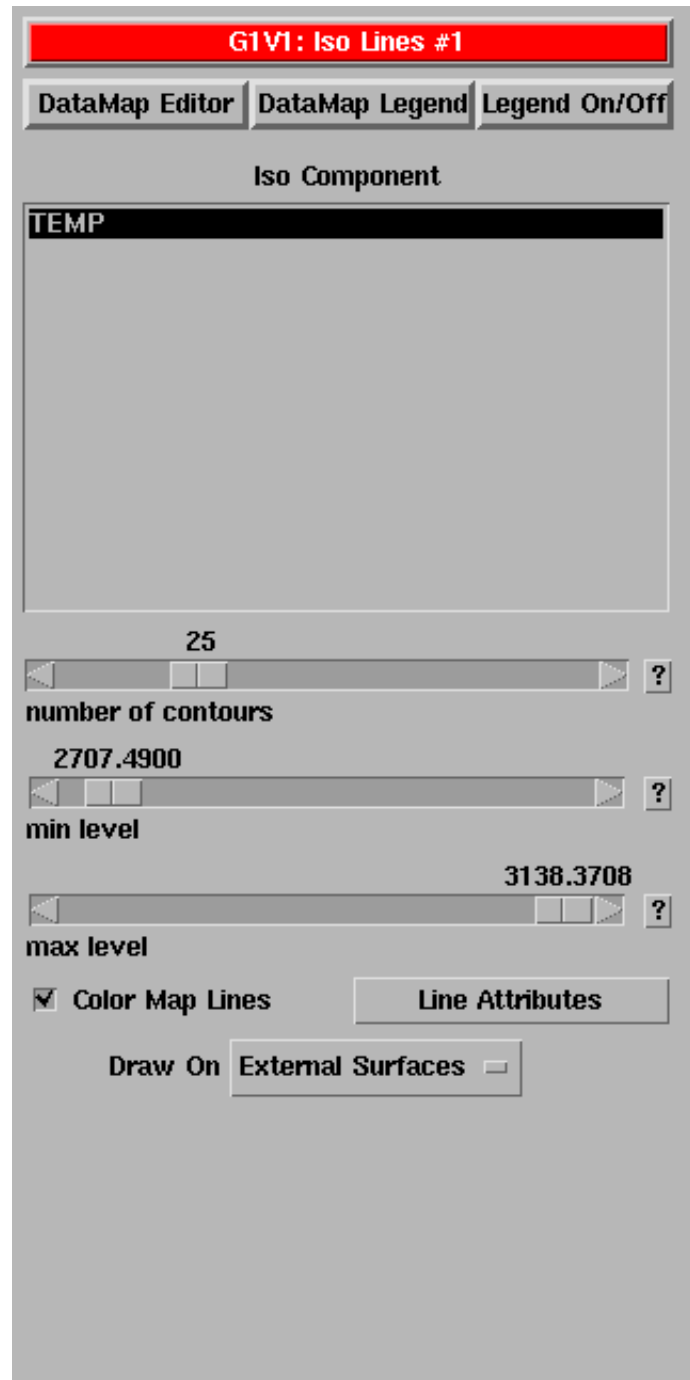 G1V1: Iso Lines #1
DataMap Editor DataMap Legend Legend On/Off
Iso Component
TEMP
25
?
number of contours
2707.4900
?
min level
3138.3708
?
max level
Color Map Lines Line Attributes
Draw On External Surfaces